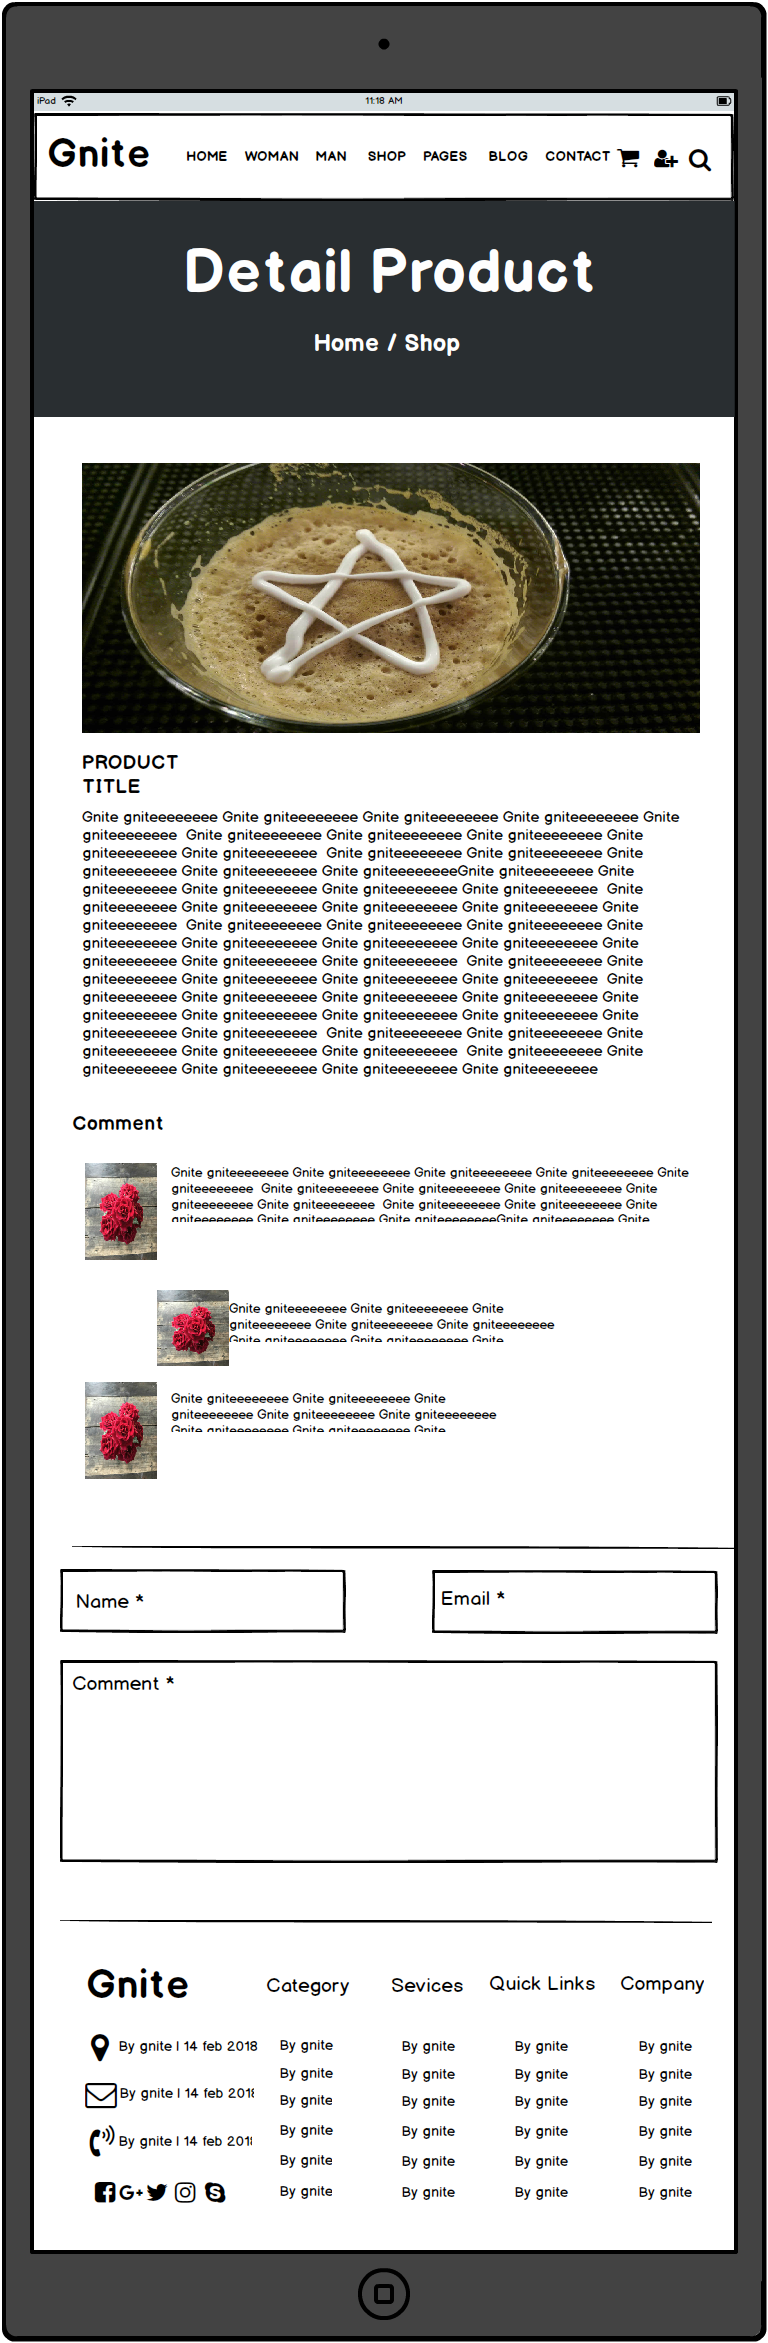 iPad
11:18 AM
Gnite
HOME WOMAN MAN SHOP PAGES BLOG CONTACT
Detail Product
Home / Shop
PRODUCT
TITLE
Gnite gniteeeeeeee Gnite gniteeeeeeee Gnite gniteeeeeeee Gnite gniteeeeeeee Gnite
gniteeeeeeee Gnite gniteeeeeeee Gnite gniteeeeeeee Gnite gniteeeeeeee Gnite
gniteeeeeeee Gnite gniteeeeeeee Gnite gniteeeeeeee Gnite gniteeeeeeee Gnite
gniteeeeeeee Gnite gniteeeeeeee Gnite gniteeeeeeeeGnite gniteeeeeeee Gnite
gniteeeeeeee Gnite gniteeeeeeee Gnite gniteeeeeeee Gnite gniteeeeeeee Gnite
gniteeeeeeee Gnite gniteeeeeeee Gnite gniteeeeeeee Gnite gniteeeeeeee Gnite
gniteeeeeeee Gnite gniteeeeeeee Gnite gniteeeeeeee Gnite gniteeeeeeee Gnite
gniteeeeeeee Gnite gniteeeeeeee Gnite gniteeeeeeee Gnite gniteeeeeeee Gnite
gniteeeeeeee Gnite gniteeeeeeee Gnite gniteeeeeeee Gnite gniteeeeeeee Gnite
gniteeeeeeee Gnite gniteeeeeeee Gnite gniteeeeeeee Gnite gniteeeeeeee Gnite
gniteeeeeeee Gnite gniteeeeeeee Gnite gniteeeeeeee Gnite gniteeeeeeee Gnite
gniteeeeeeee Gnite gniteeeeeeee Gnite gniteeeeeeee Gnite gniteeeeeeee Gnite
gniteeeeeeee Gnite gniteeeeeeee Gnite gniteeeeeeee Gnite gniteeeeeeee Gnite
gniteeeeeeee Gnite gniteeeeeeee Gnite gniteeeeeeee Gnite gniteeeeeeee Gnite
gniteeeeeeee Gnite gniteeeeeeee Gnite gniteeeeeeee Gnite gniteeeeeeee
Comment
Gnite gniteeeeeeee Gnite gniteeeeeeee Gnite gniteeeeeeee Gnite gniteeeeeeee Gnite
gniteeeeeeee Gnite gniteeeeeeee Gnite gniteeeeeeee Gnite gniteeeeeeee Gnite
gniteeeeeeee Gnite gniteeeeeeee Gnite gniteeeeeeee Gnite gniteeeeeeee Gnite
gniteeeeeeee Gnite gniteeeeeeee Gnite gniteeeeeeeeGnite gniteeeeeeee Gnite
Gnite gniteeeeeeee Gnite gniteeeeeeee Gnite
gniteeeeeeee Gnite gniteeeeeeee Gnite gniteeeeeeee
Gnite gniteeeeeeee Gnite gniteeeeeeee Gnite
Gnite gniteeeeeeee Gnite gniteeeeeeee Gnite
gniteeeeeeee Gnite gniteeeeeeee Gnite gniteeeeeeee
Gnite gniteeeeeeee Gnite gniteeeeeeee Gnite
Name *
Email *
Comment *
Gnite Category Sevices Quick Links Company
By gnite | 14 feb 2018 By gnite By gnite By gnite By gnite
By gnite By gnite By gnite By gnite
By gnite | 14 feb 2018 By gnite By gnite By gnite By gnite
By gnite | 14 feb 201 By gnite By gnite By gnite By gnite
By gnite By gnite By gnite By gnite
By gnite By gnite By gnite By gnite